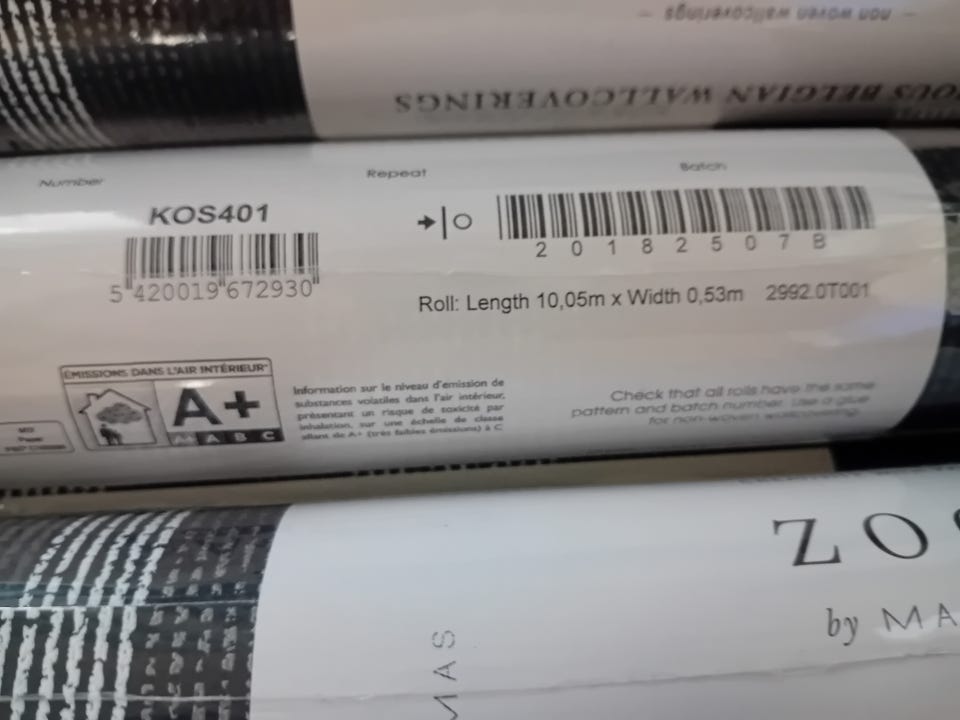 non woven wallcoverings
OUS BELGIAN WALLCOVERINGS
Number
Repeat
Batch
KOS401
5 420019 672930
2 0 1 8 2 5 0 7 B
Roll: Length 10,05m x Width 0,53m 2992.0T001
ÉMISSIONS DANS L'AIR INTÉRIEUR*
A+
A+ A B C
Information sur le niveau d'émission de
substances volatiles dans l'air intérieur,
présentant un risque de toxicité par
inhalation, sur une échelle de classe
allant de A+ (très faibles émissions) à C
Check that all rolls have the same
pattern and batch number. Use a glue
for non-woven wallcovering.
MIX
Paper
ZO
by MA
MAS